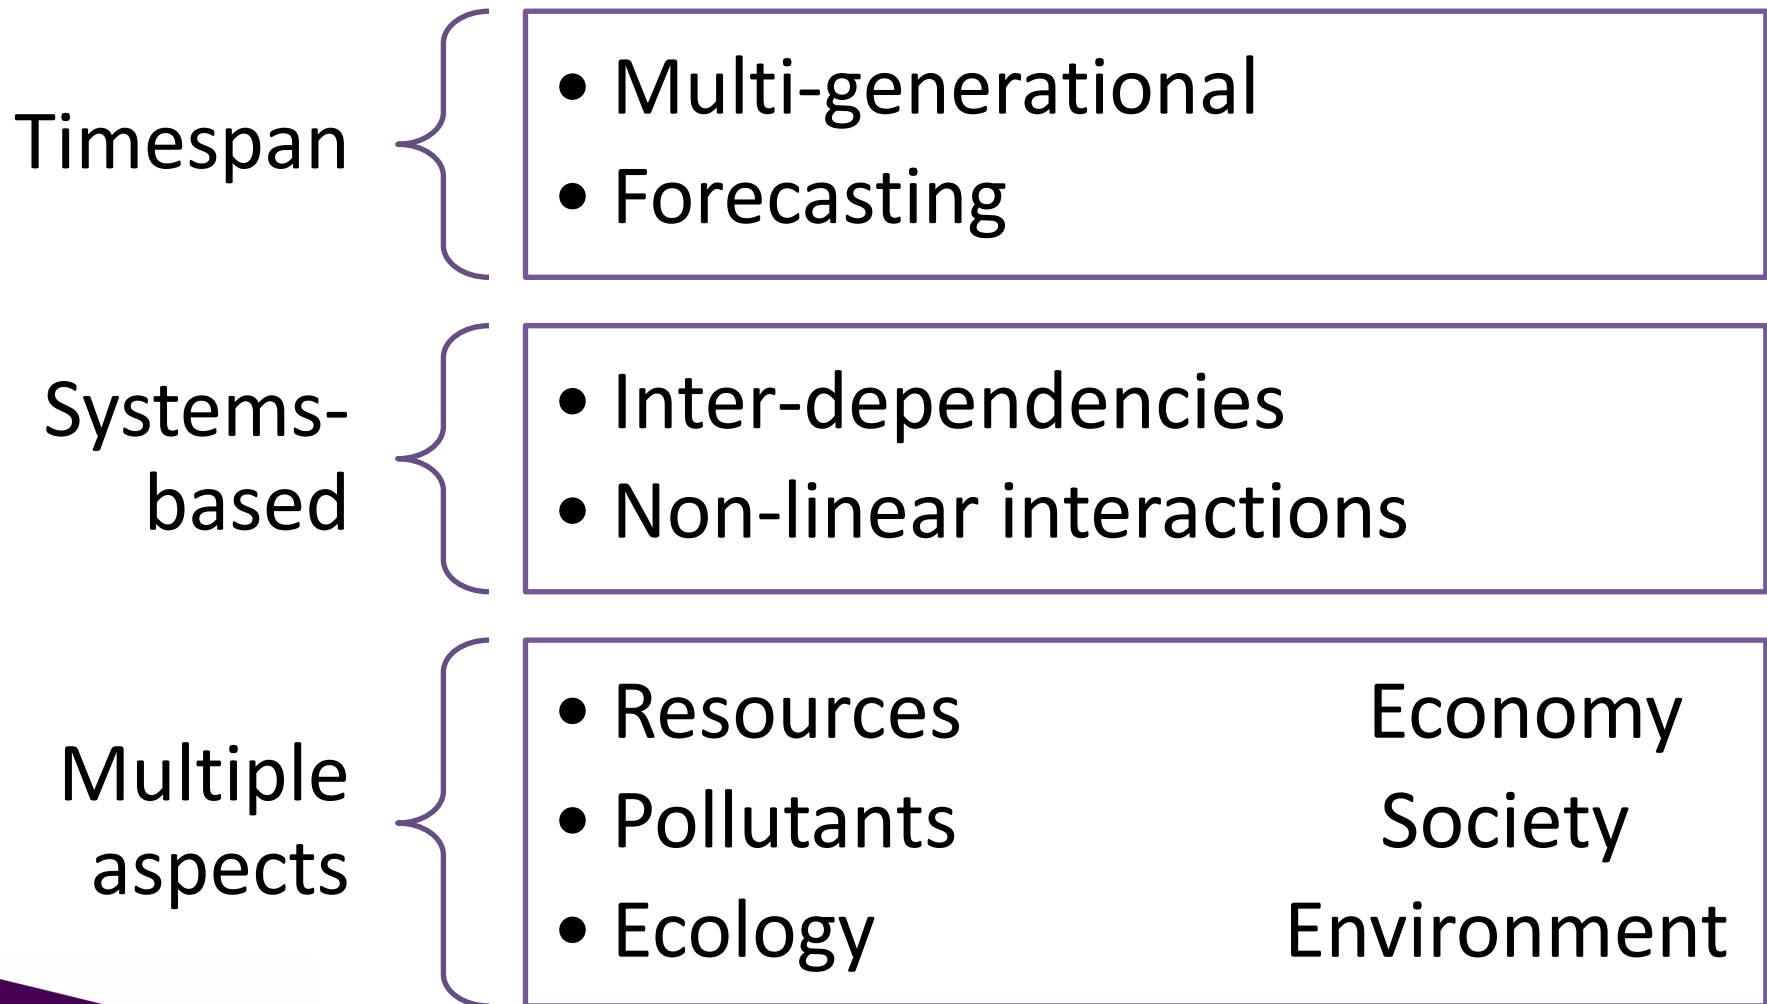 Timespan
• Multi-generational
• Forecasting
Systems-
based
• Inter-dependencies
• Non-linear interactions
Multiple
aspects
• Resources Economy
• Pollutants Society
• Ecology Environment